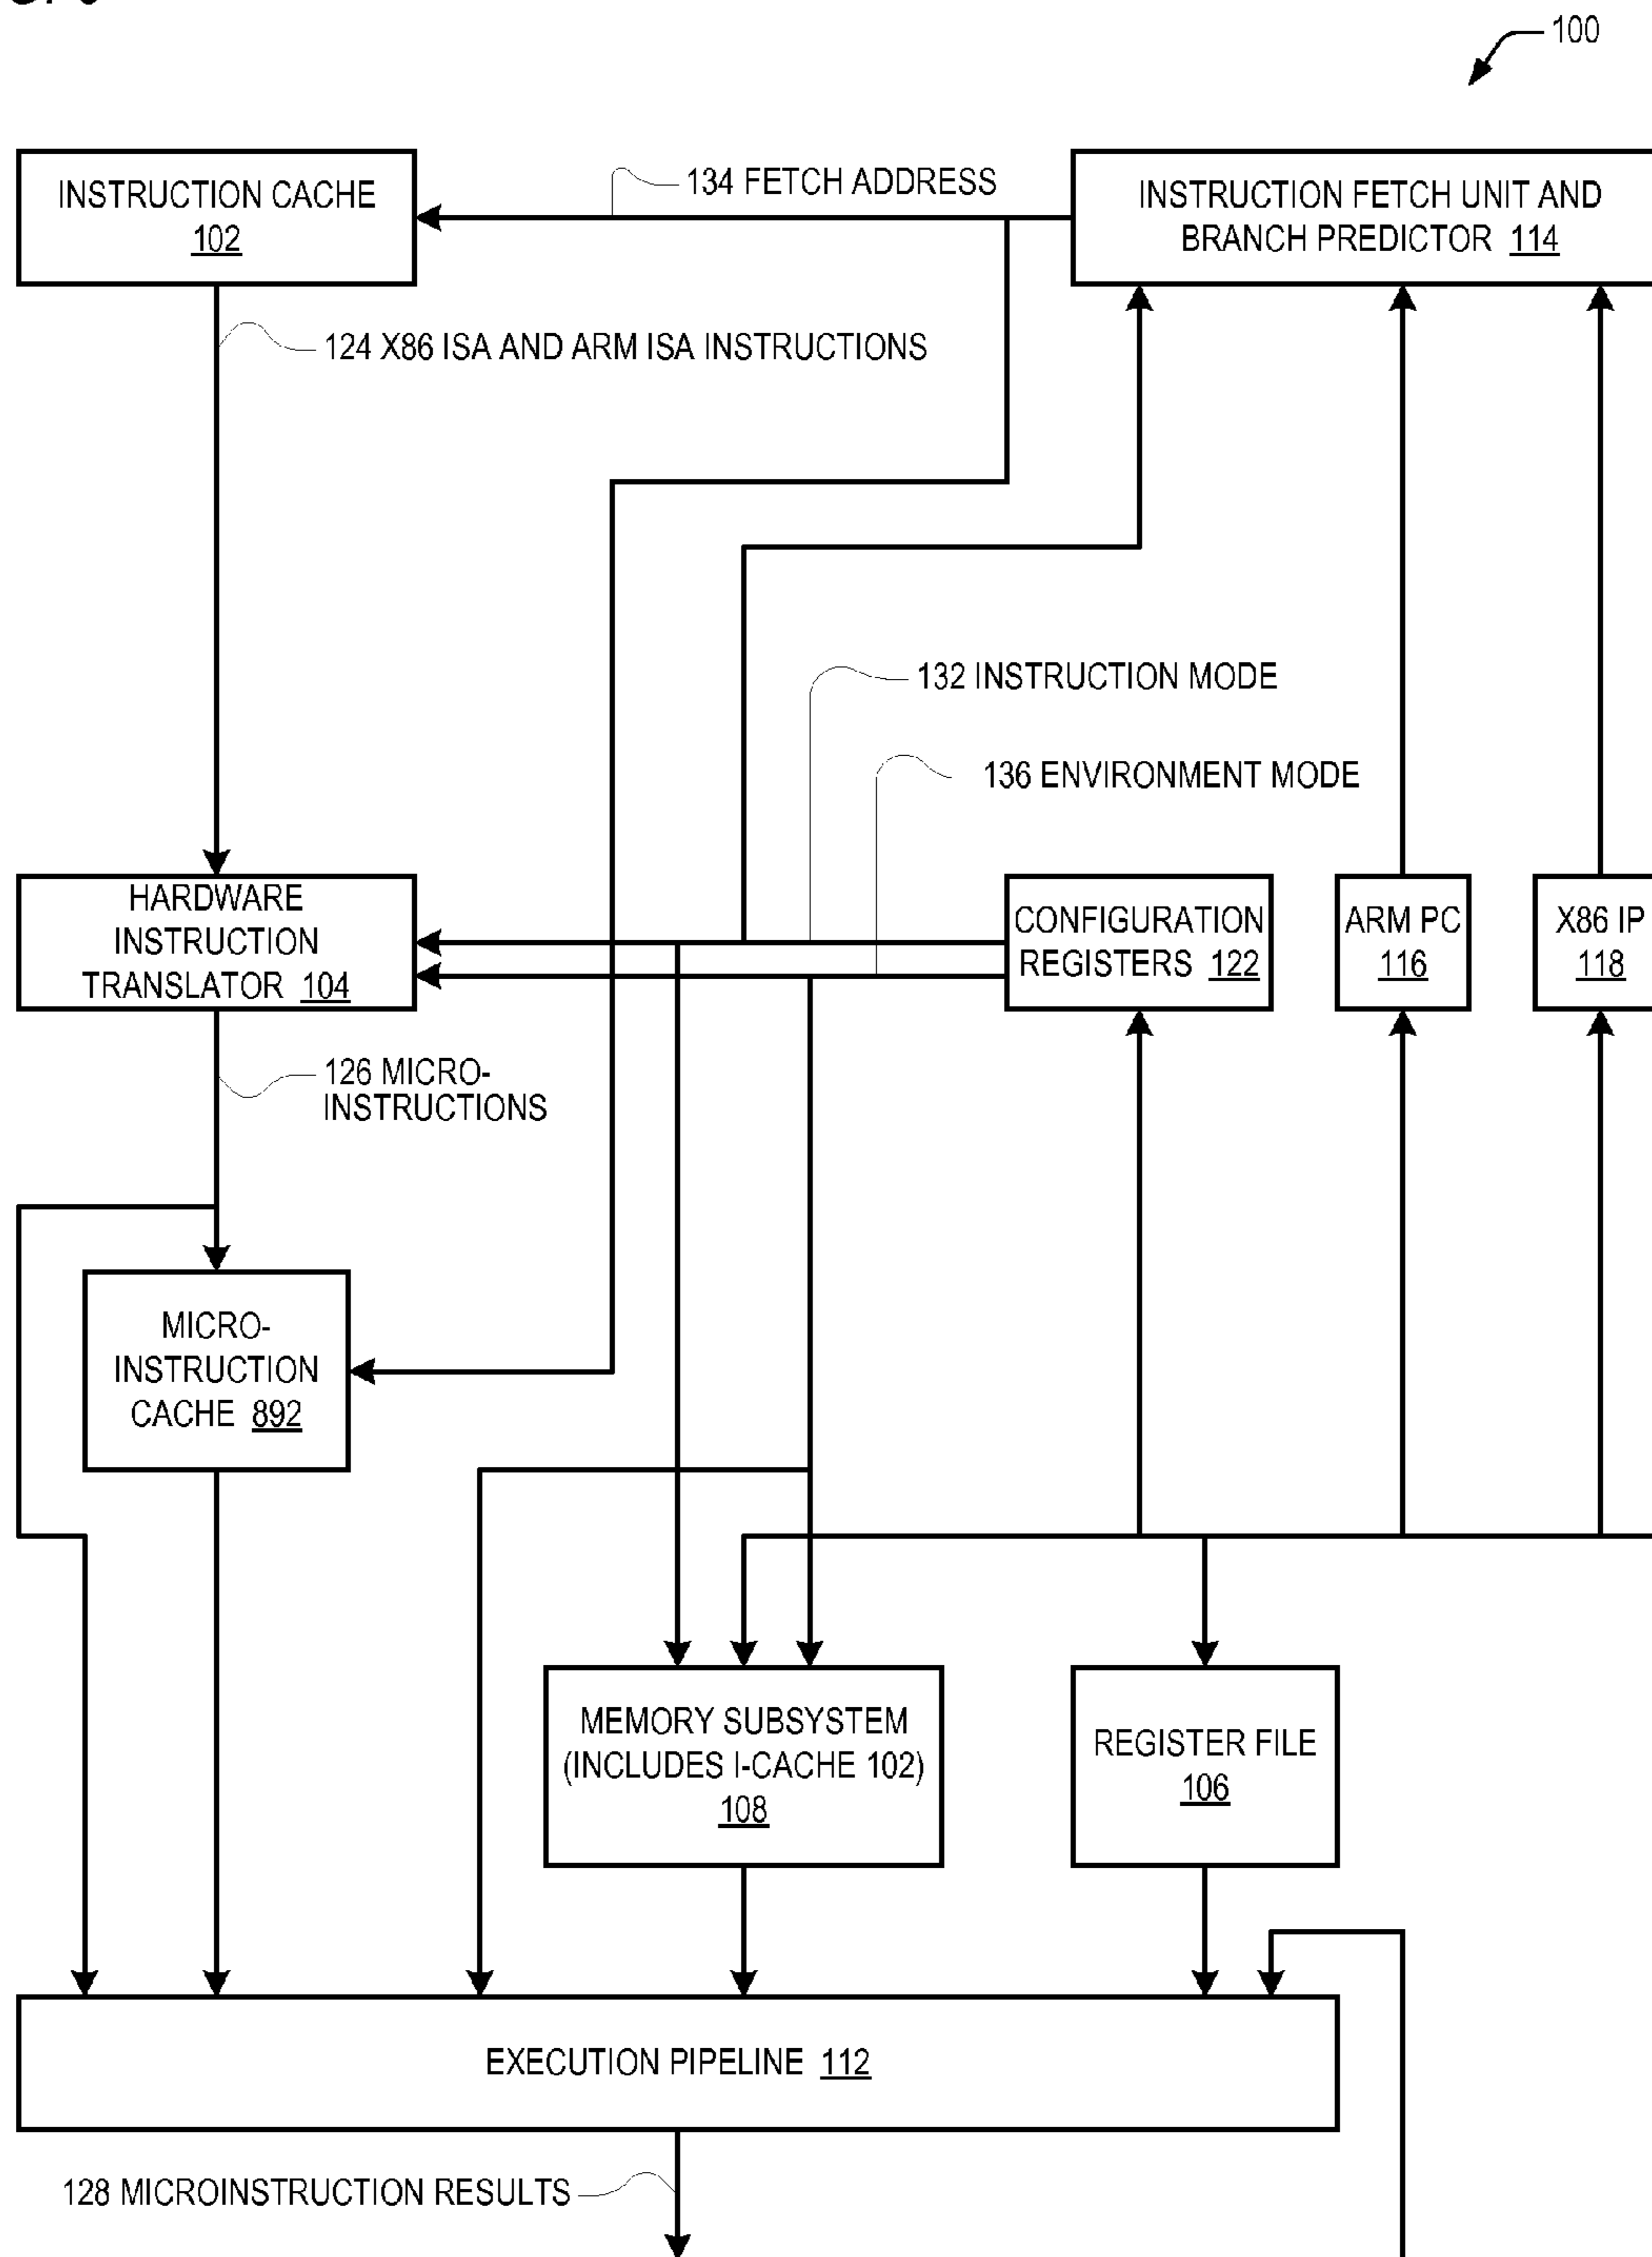 100
INSTRUCTION CACHE
102
134 FETCH ADDRESS
INSTRUCTION FETCH UNIT AND
BRANCH PREDICTOR 114
124 X86 ISA AND ARM ISA INSTRUCTIONS
132 INSTRUCTION MODE
136 ENVIRONMENT MODE
HARDWARE
INSTRUCTION
TRANSLATOR 104
CONFIGURATION
REGISTERS 122
ARM PC
116
X86 IP
118
126 MICRO-
INSTRUCTIONS
MICRO-
INSTRUCTION
CACHE 892
MEMORY SUBSYSTEM
(INCLUDES I-CACHE 102)
108
REGISTER FILE
106
EXECUTION PIPELINE 112
128 MICROINSTRUCTION RESULTS